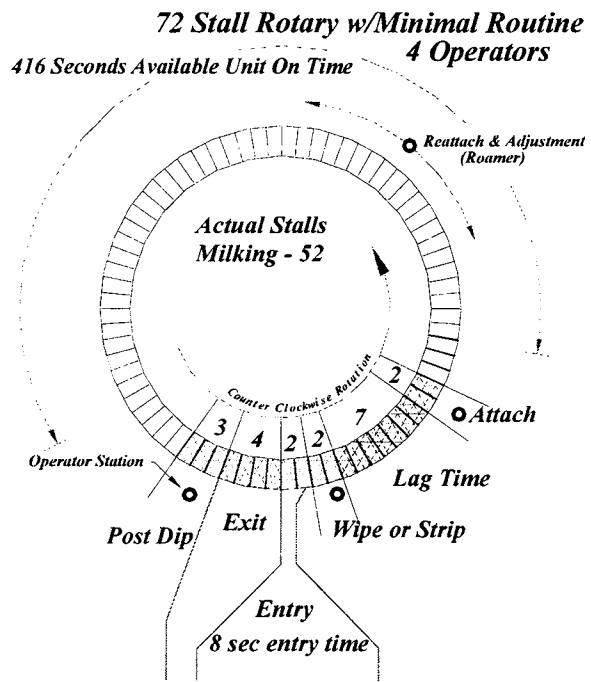 72 Stall Rotary w/Minimal Routine
4 Operators
416 Seconds Available Unit On Time
Reattach & Adjustment
(Roamer)
Actual Stalls
Milking - 52
Counter Clockwise Rotation
2
7
2
2
4
3
Attach
Operator Station
Lag Time
Post Dip
Exit
Wipe or Strip
Entry
8 sec entry time